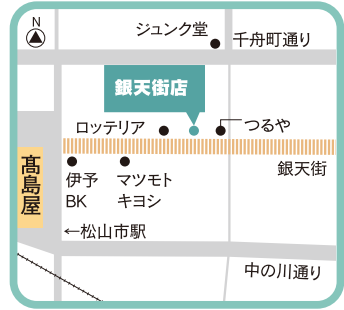 N
ジュンク堂
千舟町通り
銀天街店
ロッテリア
つるや
銀天街
髙島屋
伊予
BK
マツモト
キヨシ
←松山市駅
中の川通り